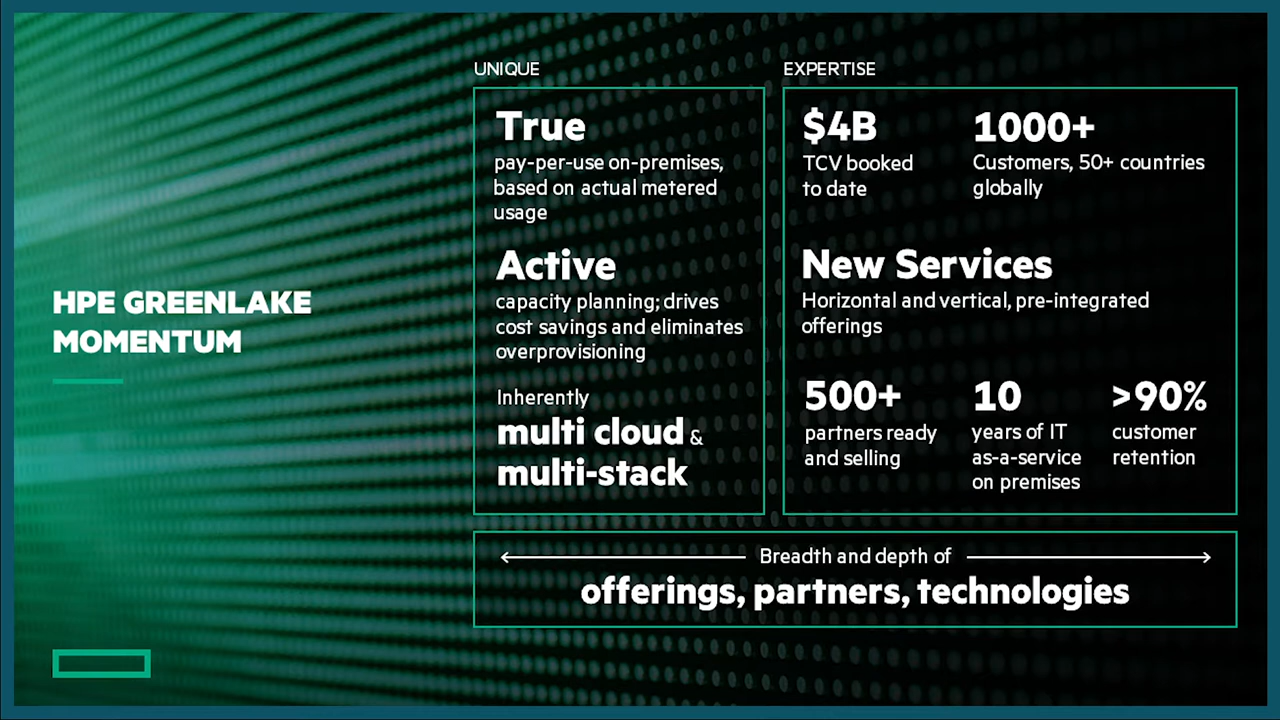 HPE GREENLAKE
MOMENTUM
UNIQUE
True
pay-per-use on-premises,
based on actual metered
usage
Active
capacity planning; drives
cost savings and eliminates
overprovisioning
Inherently
multi cloud &
multi-stack
EXPERTISE
$4B
TCV booked
to date
1000+
Customers, 50+ countries
globally
New Services
Horizontal and vertical, pre-integrated
offerings
500+
partners ready
and selling
10
years of IT
as-a-service
on premises
>90%
customer
retention
Breadth and depth of
offerings, partners, technologies